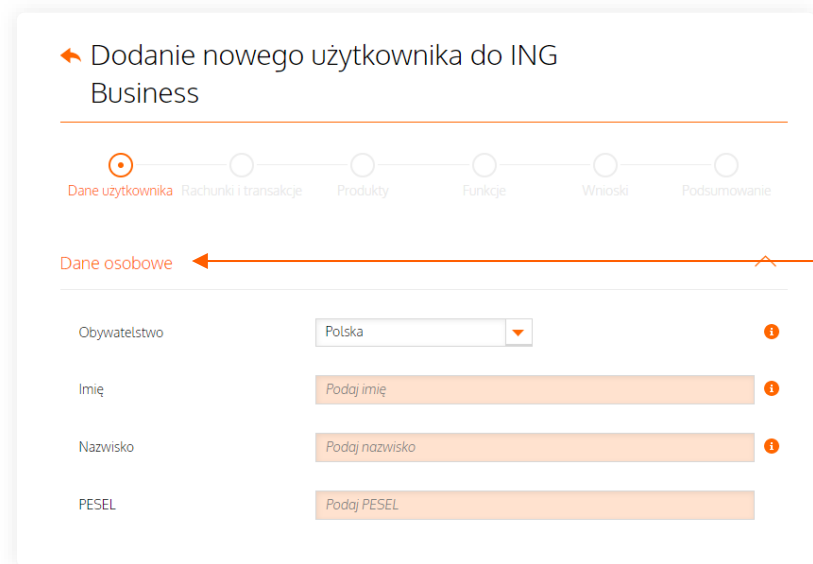 Dodanie nowego użytkownika do ING
Business
Dane użytkownika Rachunki i transakcje Produkty Funkcje Wnioski Podsumowanie
Dane osobowe
Obywatelstwo Polska
Imię Podaj imię
Nazwisko Podaj nazwisko
PESEL Podaj PESEL